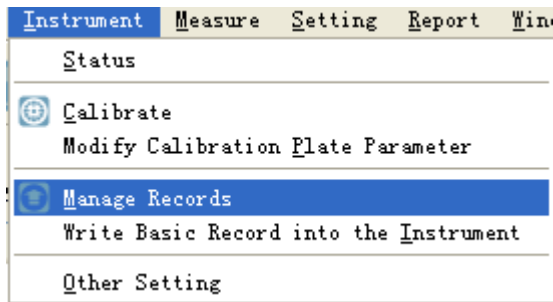 Instrument Measure Setting Report
Status
Calibrate
Modify Calibration Plate Parameter
Manage Records
Write Basic Record into the Instrument
Other Setting